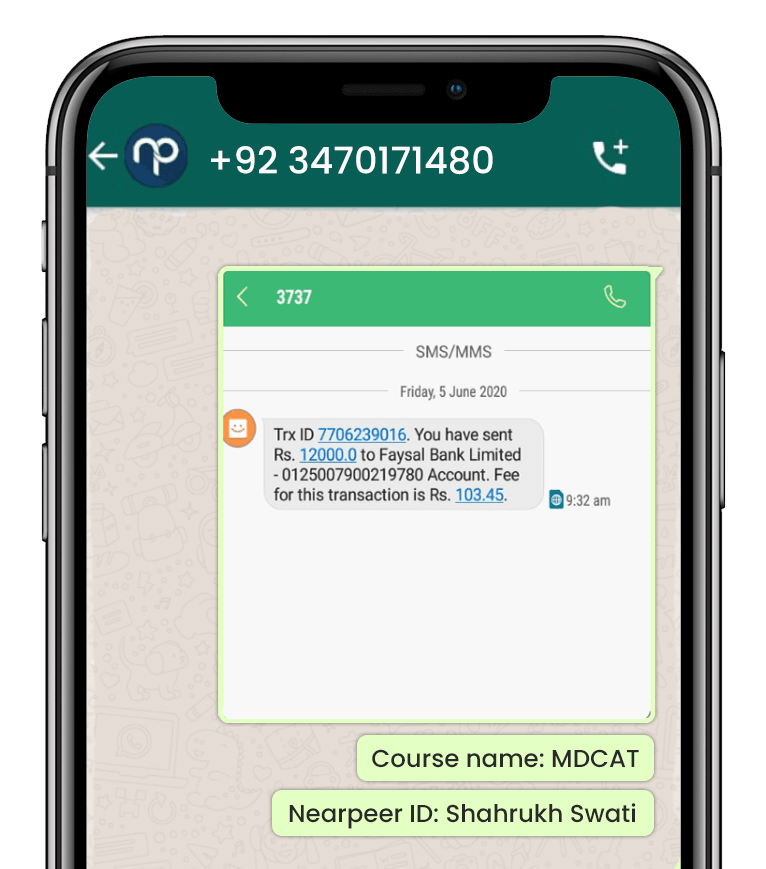 +92 3470171480
3737
SMS/MMS
Friday, 5 June 2020
Trx ID 7706239016. You have sent
Rs. 12000.0 to Faysal Bank Limited
- 0125007900219780 Account. Fee
for this transaction is Rs. 103.45.
9:32 am
Course name: MDCAT
Nearpeer ID: Shahrukh Swati